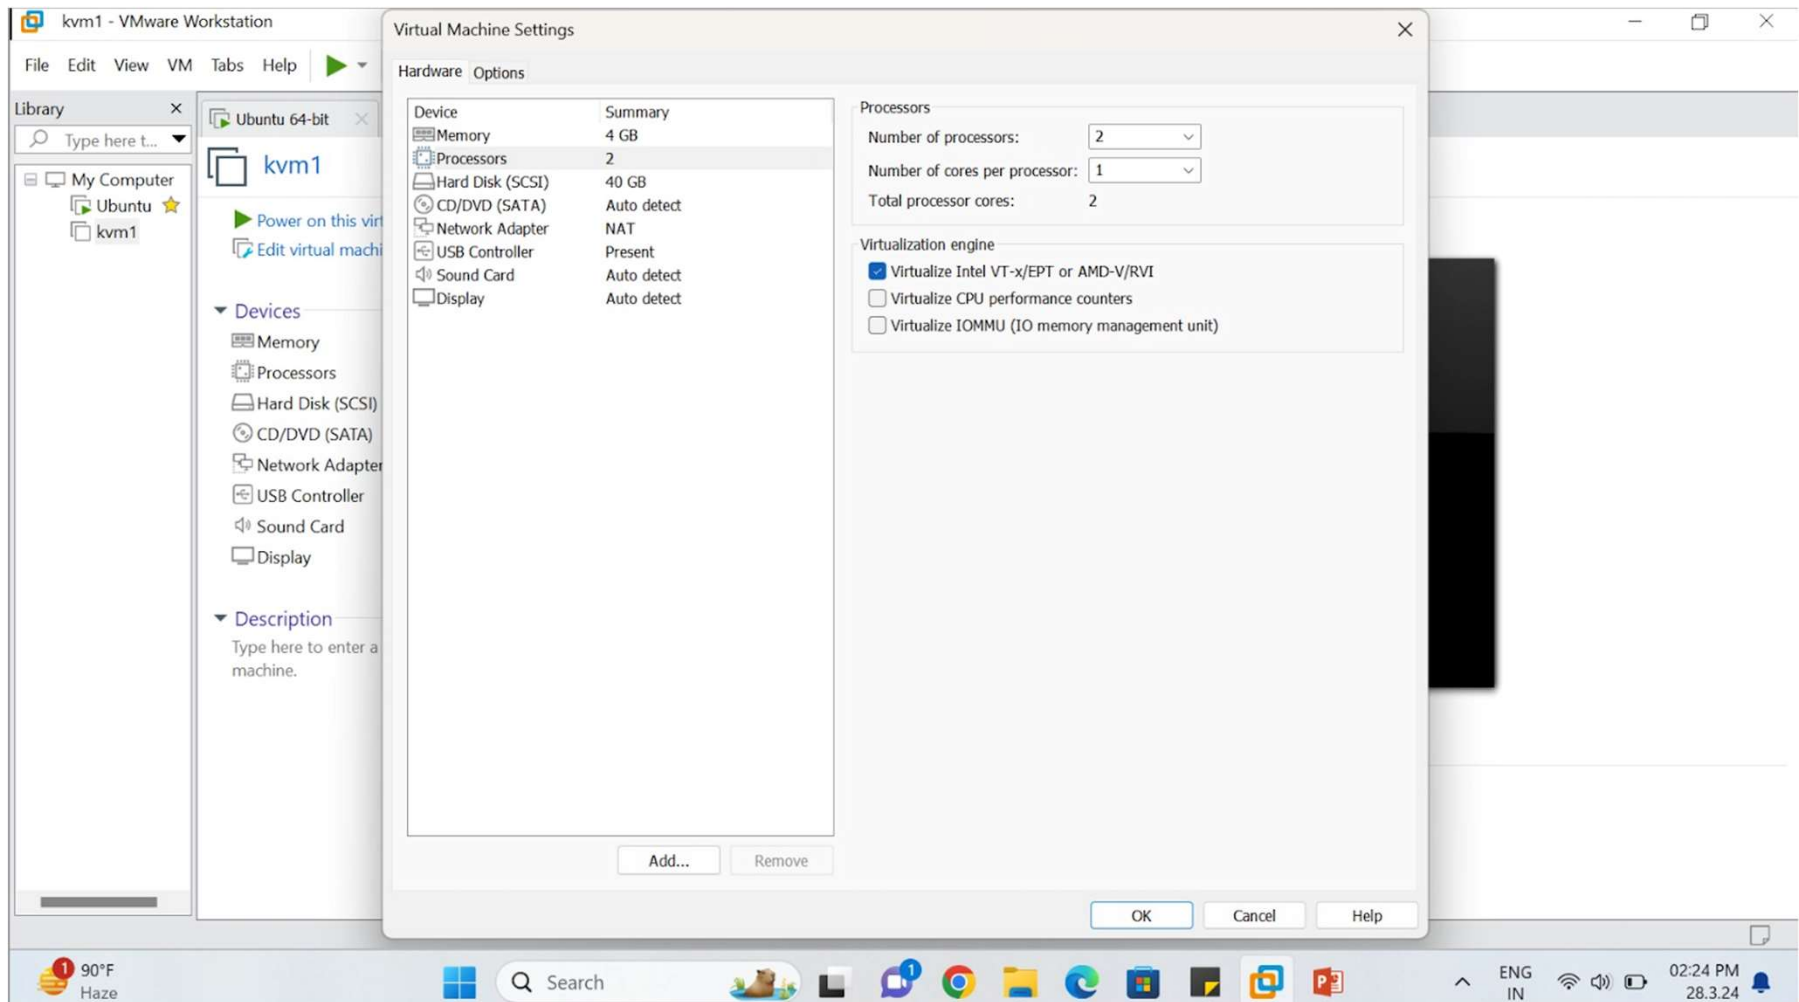 kvm1 - VMware Workstation
File Edit View VM Tabs Help
Library
Type here t...
My Computer
Ubuntu
kvm1
Ubuntu 64-bit
kvm1
Power on this virt
Edit virtual machi
Devices
Memory
Processors
Hard Disk (SCSI)
CD/DVD (SATA)
Network Adapter
USB Controller
Sound Card
Display
Description
Type here to enter a
machine.
Virtual Machine Settings
Hardware Options
Device Summary
Memory 4 GB
Processors 2
Hard Disk (SCSI) 40 GB
CD/DVD (SATA) Auto detect
Network Adapter NAT
USB Controller Present
Sound Card Auto detect
Display Auto detect
Add... Remove
Processors
Number of processors: 2
Number of cores per processor: 1
Total processor cores: 2
Virtualization engine
Virtualize Intel VT-x/EPT or AMD-V/RVI
Virtualize CPU performance counters
Virtualize IOMMU (IO memory management unit)
OK Cancel Help
1
90°F
Haze
Search
1
ENG
IN
02:24 PM
28.3.24